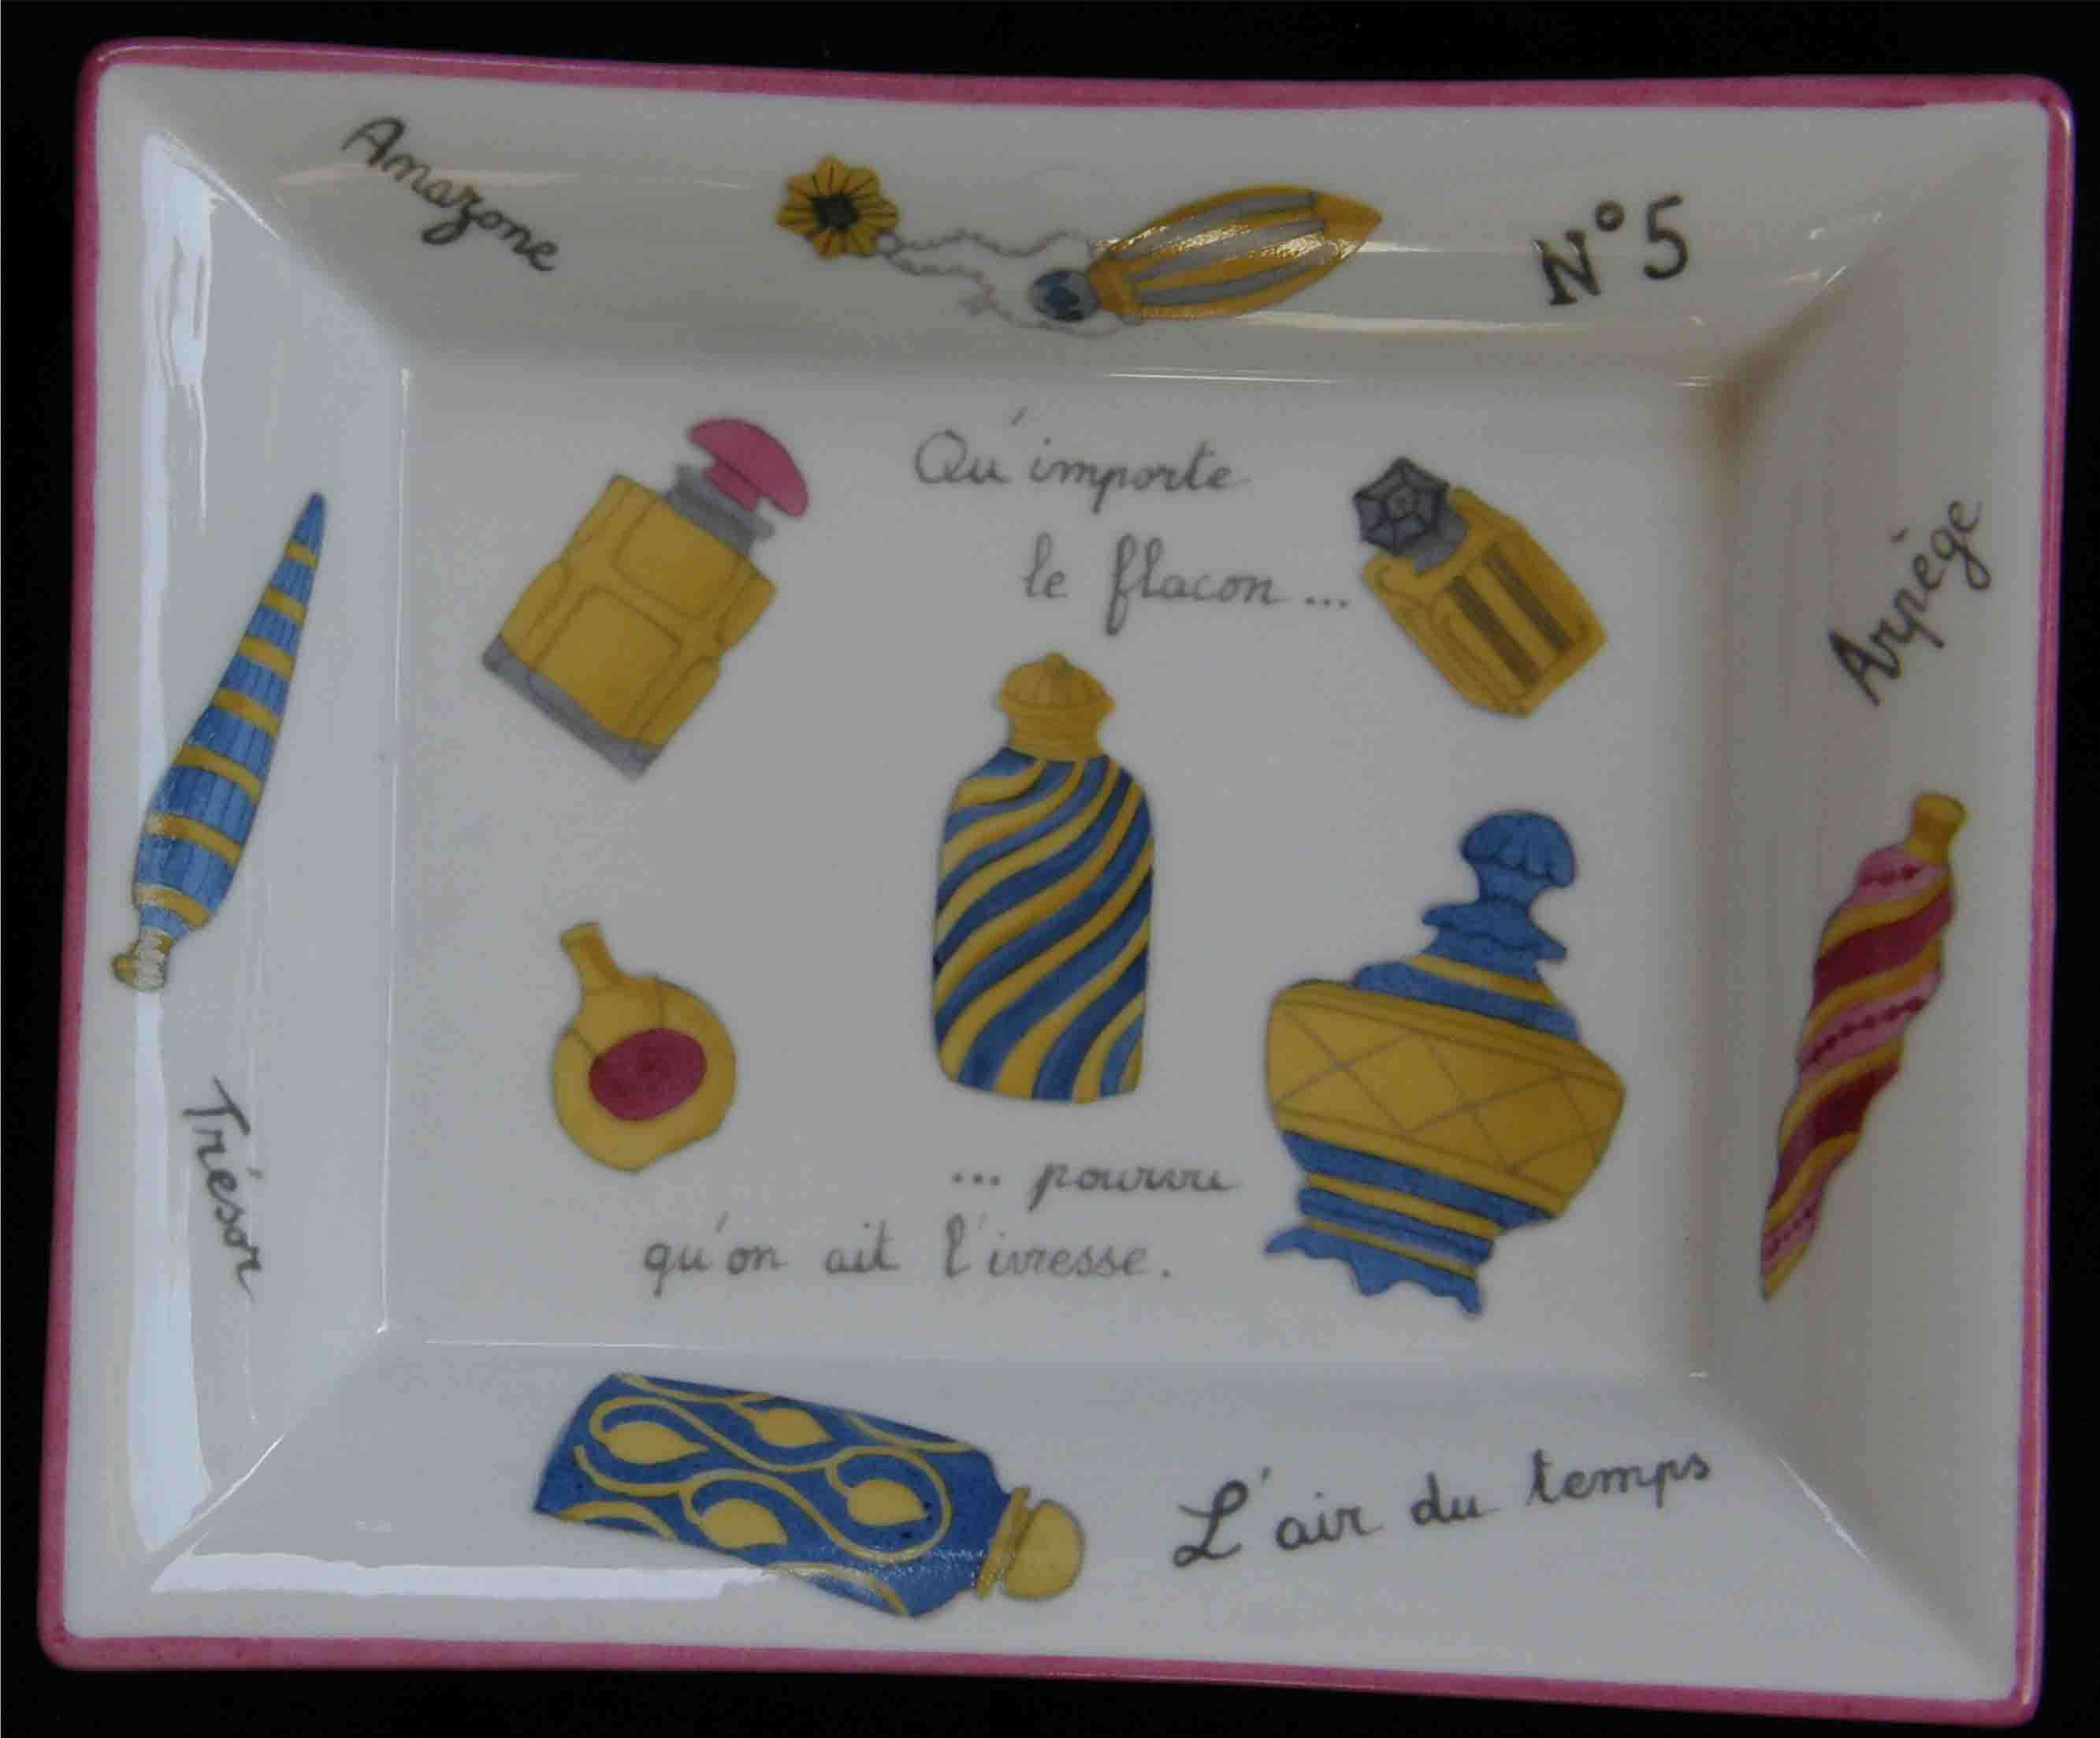 Amazone
N°5
Qu'importe
le flacon...
Arpège
Trésor
... pourvu
qu'on ait l'ivresse.
L'air du temps